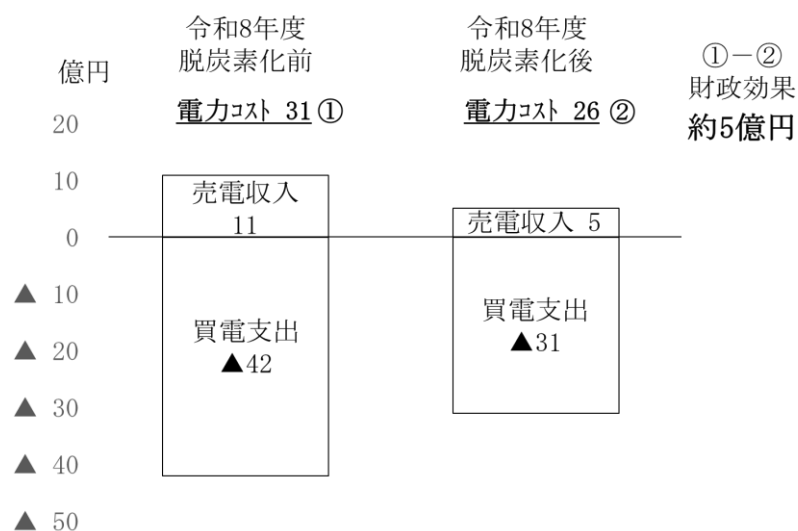 令和8年度
脱炭素化前
電力コスト 31 ①
令和8年度
脱炭素化後
電力コスト 26 ②
①－②
財政効果
約5億円
億円
20
10
0
▲ 10
▲ 20
▲ 30
▲ 40
▲ 50
売電収入
11
買電支出
▲42
売電収入 5
買電支出
▲31